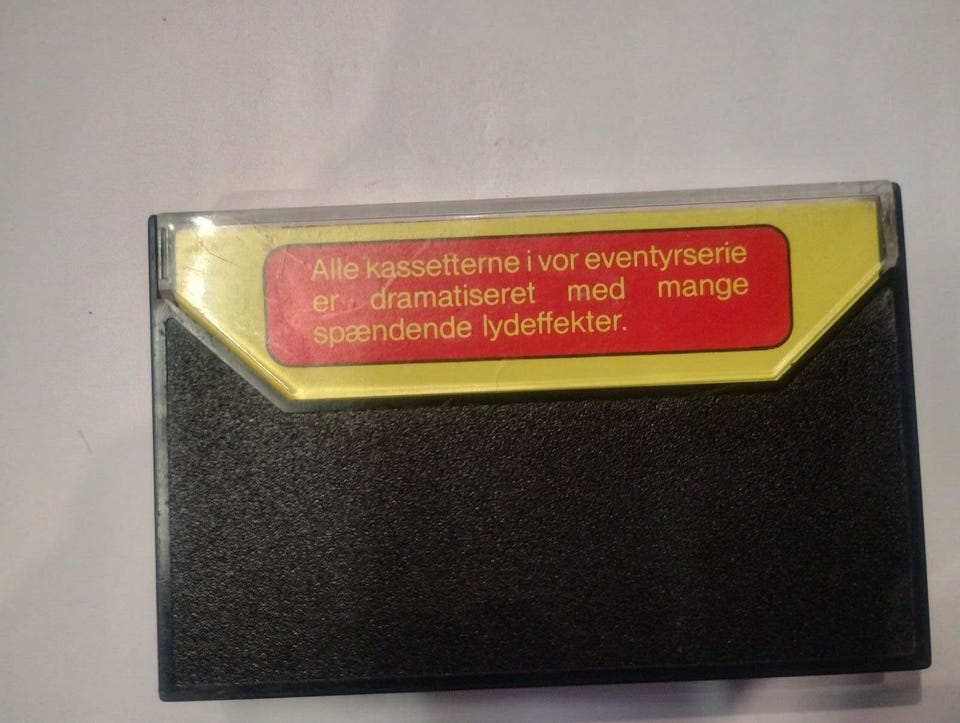 Alle kassetterne i vor eventyrserie
er dramatiseret med mange
spændende lydeffekter.